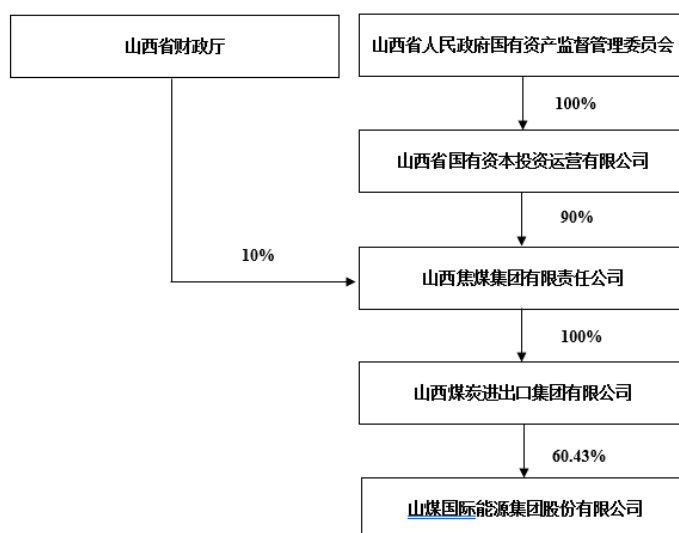 山西省财政厅
山西省人民政府国有资产监督管理委员会
100%
山西省国有资本投资运营有限公司
90%
10%
山西焦煤集团有限责任公司
100%
山西煤炭进出口集团有限公司
60.43%
山煤国际能源集团股份有限公司